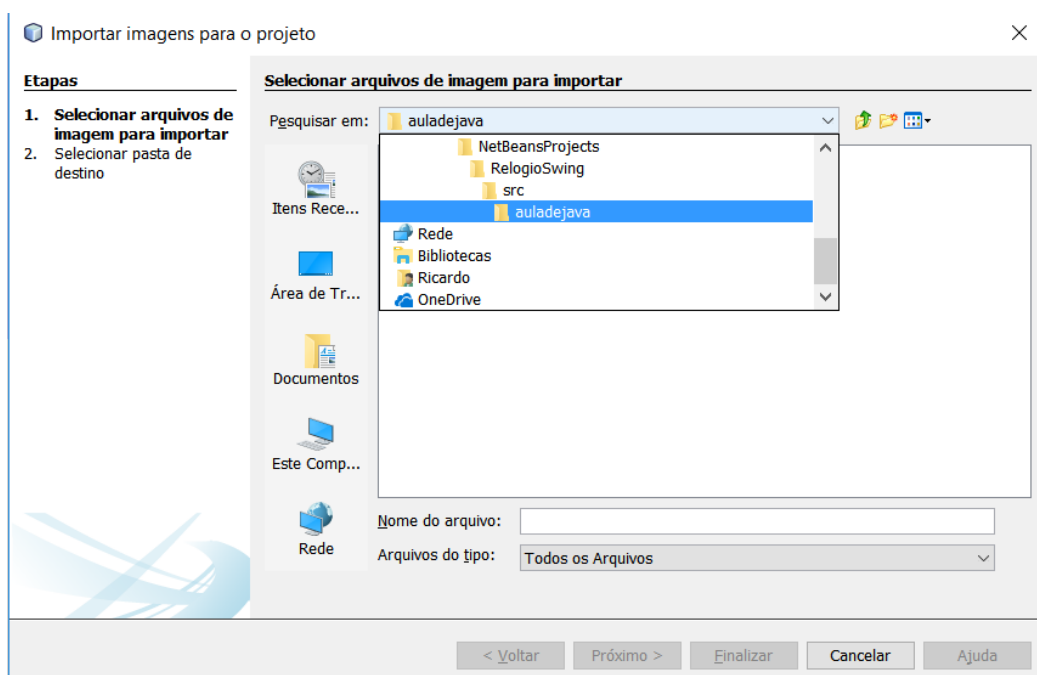 Importar imagens para o projeto
Etapas
1. Selecionar arquivos de
imagem para importar
2. Selecionar pasta de
destino
Selecionar arquivos de imagem para importar
Pesquisar em:
auladejava
NetBeansProjects
RelogioSwing
src
auladejava
Rede
Bibliotecas
Ricardo
OneDrive
Itens Rece...
Área de Tr...
Documentos
Este Comp...
Rede
Nome do arquivo:
Arquivos do tipo:
Todos os Arquivos
< Voltar
Próximo >
Finalizar
Cancelar
Ajuda